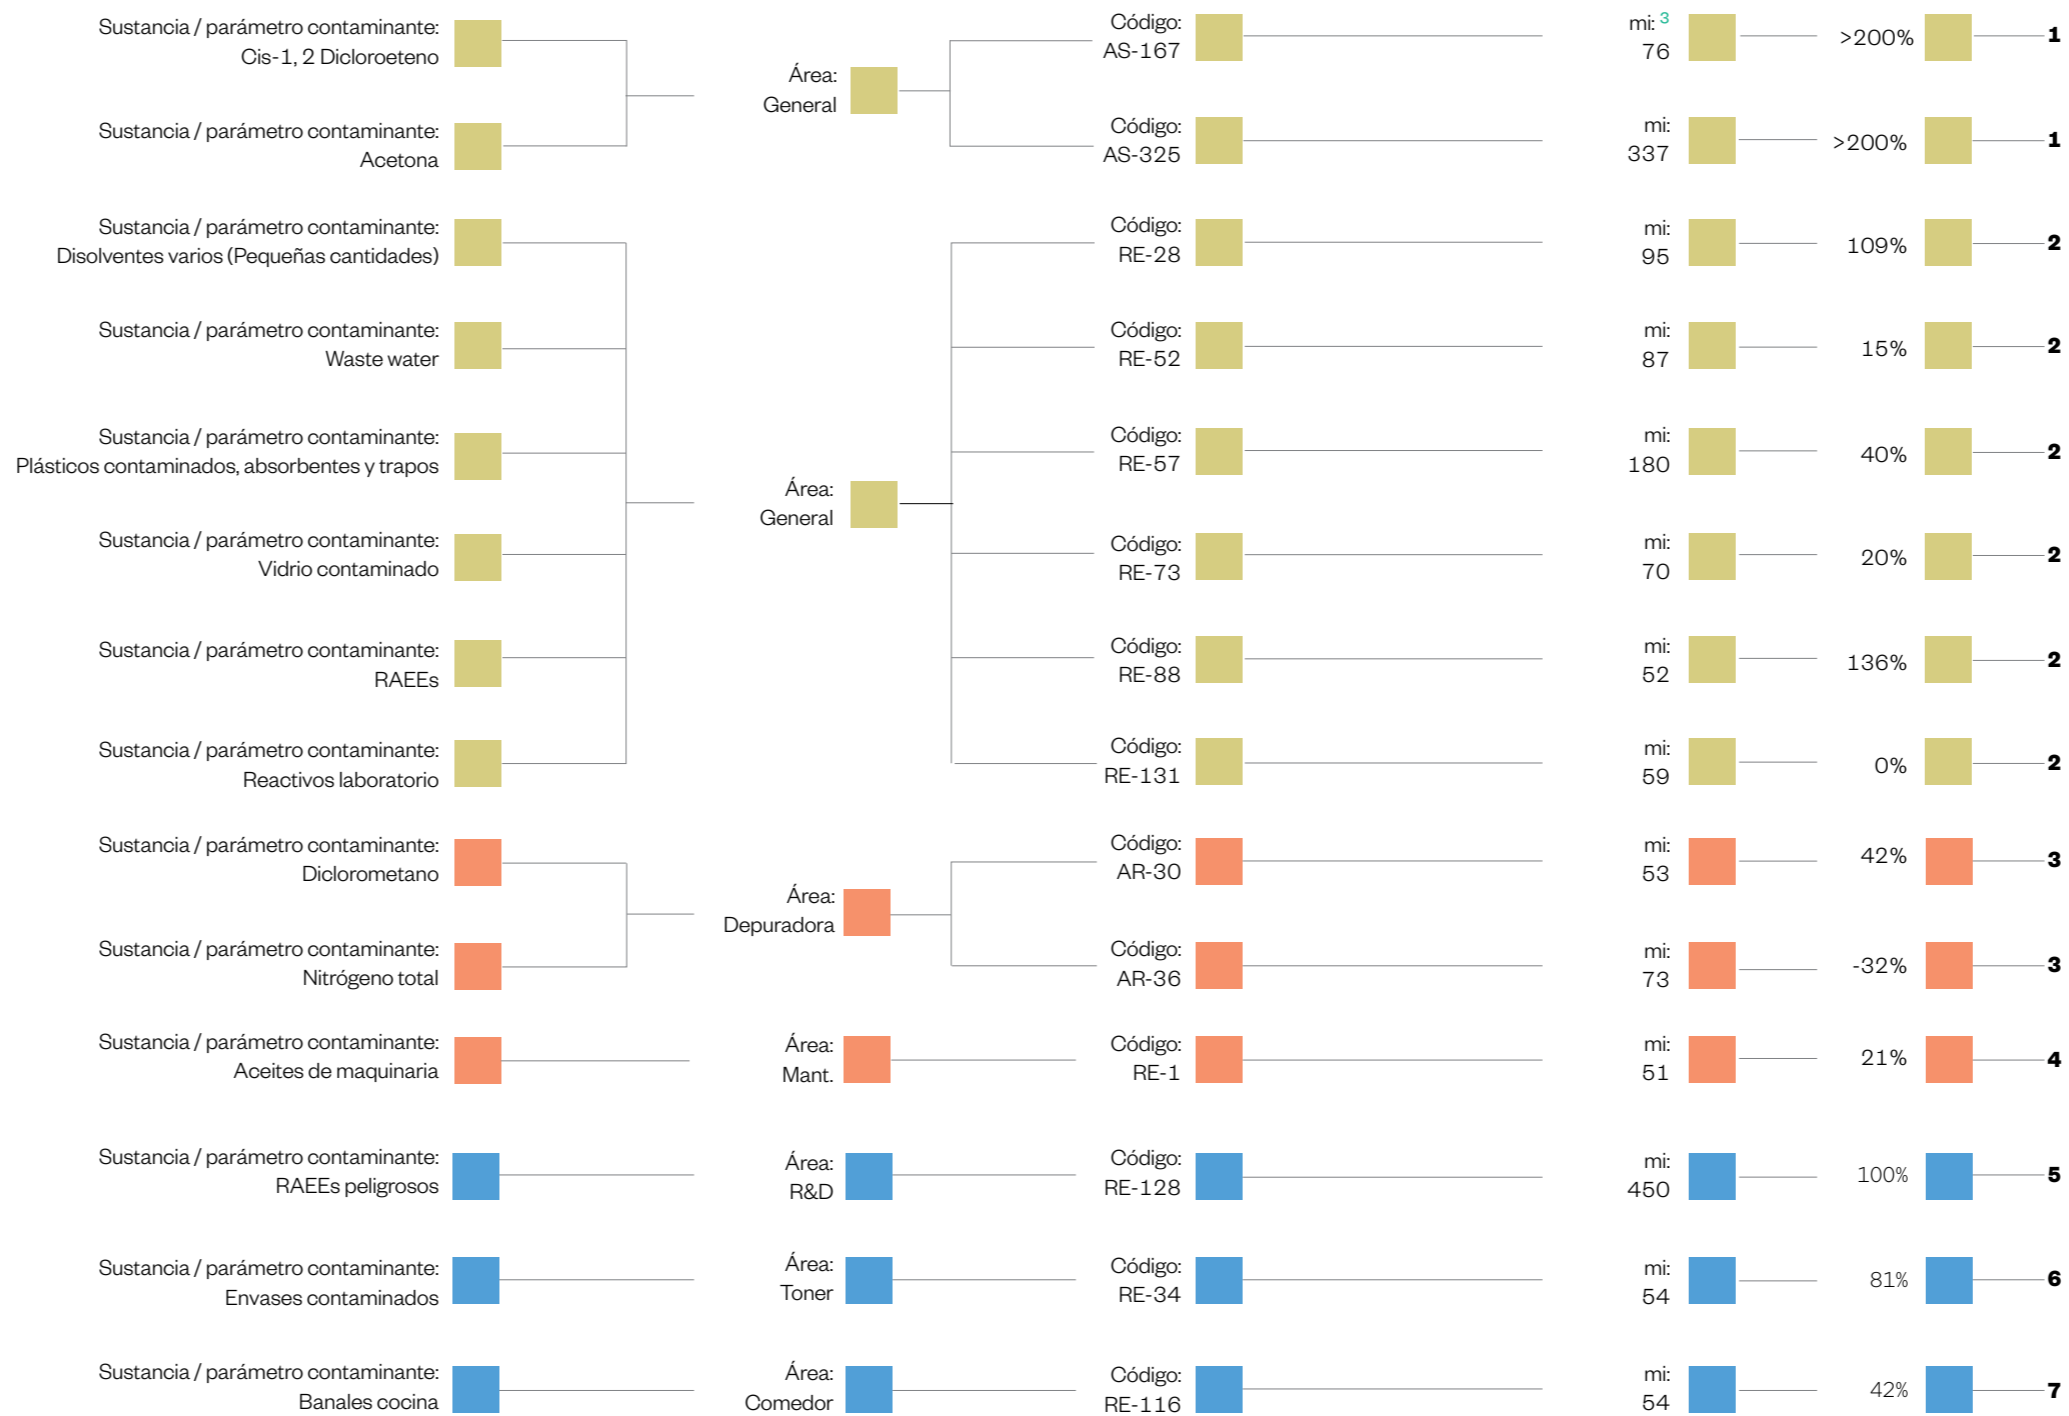 Sustancia / parámetro contaminante:
Cis-1, 2 Dicloroeteno
Código:
AS-167
mi: 3
76
>200%
1
Área:
General
Sustancia / parámetro contaminante:
Acetona
Código:
AS-325
mi:
337
>200%
1
Sustancia / parámetro contaminante:
Disolventes varios (Pequeñas cantidades)
Código:
RE-28
mi:
95
109%
2
Sustancia / parámetro contaminante:
Waste water
Código:
RE-52
mi:
87
15%
2
Sustancia / parámetro contaminante:
Plásticos contaminados, absorbentes y trapos
Código:
RE-57
mi:
180
40%
2
Área:
General
Sustancia / parámetro contaminante:
Vidrio contaminado
Código:
RE-73
mi:
70
20%
2
Sustancia / parámetro contaminante:
RAEEs
Código:
RE-88
mi:
52
136%
2
Sustancia / parámetro contaminante:
Reactivos laboratorio
Código:
RE-131
mi:
59
0%
2
Sustancia / parámetro contaminante:
Diclorometano
Código:
AR-30
mi:
53
42%
3
Área:
Depuradora
Sustancia / parámetro contaminante:
Nitrógeno total
Código:
AR-36
mi:
73
-32%
3
Sustancia / parámetro contaminante:
Aceites de maquinaria
Área:
Mant.
Código:
RE-1
mi:
51
21%
4
Sustancia / parámetro contaminante:
RAEEs peligrosos
Área:
R&D
Código:
RE-128
mi:
450
100%
5
Sustancia / parámetro contaminante:
Envases contaminados
Área:
Toner
Código:
RE-34
mi:
54
81%
6
Sustancia / parámetro contaminante:
Banales cocina
Área:
Comedor
Código:
RE-116
mi:
54
42%
7